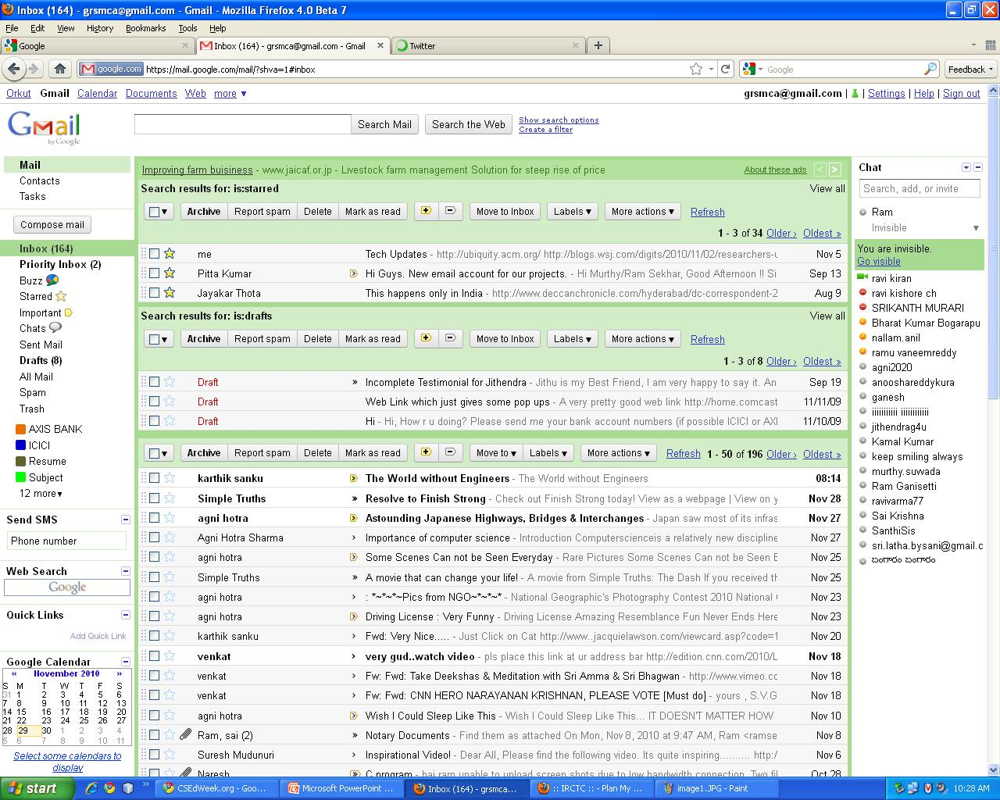 Inbox (164) - grsmca@gmail.com - Gmail - Mozilla Firefox 4.0 Beta 7
File Edit View History Bookmarks Tools Help
Google Inbox (164) - grsmca@gmail.com - Gmail Twitter
google.com https://mail.google.com/mail/?shva=1#inbox Google Feedback
Orkut Gmail Calendar Documents Web more ▼ grsmca@gmail.com | | Settings | Help | Sign out
Gmail by Google
Search Mail Search the Web Show search options
Create a filter
Mail
Contacts
Tasks
Compose mail
Inbox (164)
Priority Inbox (2)
Buzz
Starred
Important
Chats
Sent Mail
Drafts (8)
All Mail
Spam
Trash
AXIS BANK
ICICI
Resume
Subject
12 more▼
Send SMS
Phone number
Web Search
Google
Quick Links
Add Quick Link
Google Calendar
« November 2010 »
S M T W T F S
31 1 2 3 4 5 6
7 8 9 10 11 12 13
14 15 16 17 18 19 20
21 22 23 24 25 26 27
28 29 30 1 2 3 4
5 6 7 8 9 10 11
Select some calendars to
display
Improving farm buisiness - www.jaicaf.or.jp - Livestock farm management Solution for steep rise of price About these ads < >
Search results for: is:starred View all
Archive Report spam Delete Mark as read Move to Inbox Labels ▼ More actions ▼ Refresh
1 - 3 of 34 Older › Oldest »
me Tech Updates - http://ubiquity.acm.org/ http://blogs.wsj.com/digits/2010/11/02/researchers-u Nov 5
Pitta Kumar Hi Guys. New email account for our projects. - Hi Murthy/Ram Sekhar, Good Afternoon !! Si Sep 13
Jayakar Thota This happens only in India - http://www.deccanchronicle.com/hyderabad/dc-correspondent-2 Aug 9
Search results for: is:drafts View all
Archive Report spam Delete Mark as read Move to Inbox Labels ▼ More actions ▼ Refresh
1 - 3 of 8 Older › Oldest »
Draft » Incomplete Testimonial for Jithendra - Jithu is my Best Friend, I am very happy to say it. An Sep 19
Draft Web Link which just gives some pop ups - A very pretty good web link http://home.comcast 11/11/09
Draft Hi - Hi, How r u doing? Please send me your bank account numbers (if possible ICICI or AXI 11/10/09
Archive Report spam Delete Mark as read Move to ▼ Labels ▼ More actions ▼ Refresh 1 - 50 of 196 Older › Oldest »
karthik sanku The World without Engineers - The World without Engineers 08:14
Simple Truths » Resolve to Finish Strong - Check out Finish Strong today! View as a webpage | View on y Nov 28
agni hotra Astounding Japanese Highways, Bridges & Interchanges - Japan saw most of its infras Nov 27
Agni Hotra Sharma › Importance of computer science - Introduction Computerscienceis a relatively new discipline Nov 27
agni hotra Some Scenes Can not be Seen Everyday - Rare Pictures Some Scenes Can not be Seen E Nov 25
Simple Truths » A movie that can change your life! - A movie from Simple Truths: The Dash If you received th Nov 25
agni hotra › : *~*~*~Pics from NGO~*~*~* - National Geographic's Photography Contest 2010 National Nov 23
agni hotra Driving License : Very Funny - Driving License Amazing Resemblance Fun Never Ends Here Nov 23
karthik sanku › Fwd: Very Nice..... - Just Click on Cat http://www..jacquielawson.com/viewcard.asp?code=1 Nov 20
venkat › very gud..watch video - pls place this link at ur address bar http://edition.cnn.com/2010/L Nov 18
venkat › Fw: Fwd: Take Deekshas & Meditation with Sri Amma & Sri Bhagwan - http://www.vimeo.cc Nov 18
venkat › Fw: Fwd: CNN HERO NARAYANAN KRISHNAN, PLEASE VOTE [Must do] - yours , S.V.G Nov 18
agni hotra Wish I Could Sleep Like This - Wish I Could Sleep Like This... IT DOESN'T MATTER HOW Nov 10
Ram, sai (2) » Notary Documents - Find them as attached On Mon, Nov 8, 2010 at 9:47 AM, Ram <ramse Nov 8
Suresh Mudunuri › Inspirational Video! - Dear All, Please find the following video. Its quite inspiring.......... http:/ Nov 6
Naresh C program - hai ram unable to upload screen shots due to low bandwidth connection. Two fil Oct 28
Chat
Search, add, or invite
Ram
Invisible ▼
You are invisible.
Go visible
ravi kiran
ravi kishore ch
SRIKANTH MURARI
Bharat Kumar Bogarapu
nallam.anil
ramu vaneemreddy
agni2020
anooshareddykura
ganesh
iiiiiiiiiii iiiiiiiiiiii
jithendrag4u
Kamal Kumar
keep smiling always
murthy.suwada
Ram Ganisetti
ravivarma77
Sai Krishna
SanthiSis
sri.latha.bysani@gmail.c
బంగారం బంగారం
start » CSEdWeek.org - Goo... Microsoft PowerPoint ... Inbox (164) - grsmca... :: IRCTC :: - Plan My ... image1.JPG - Paint 10:28 AM